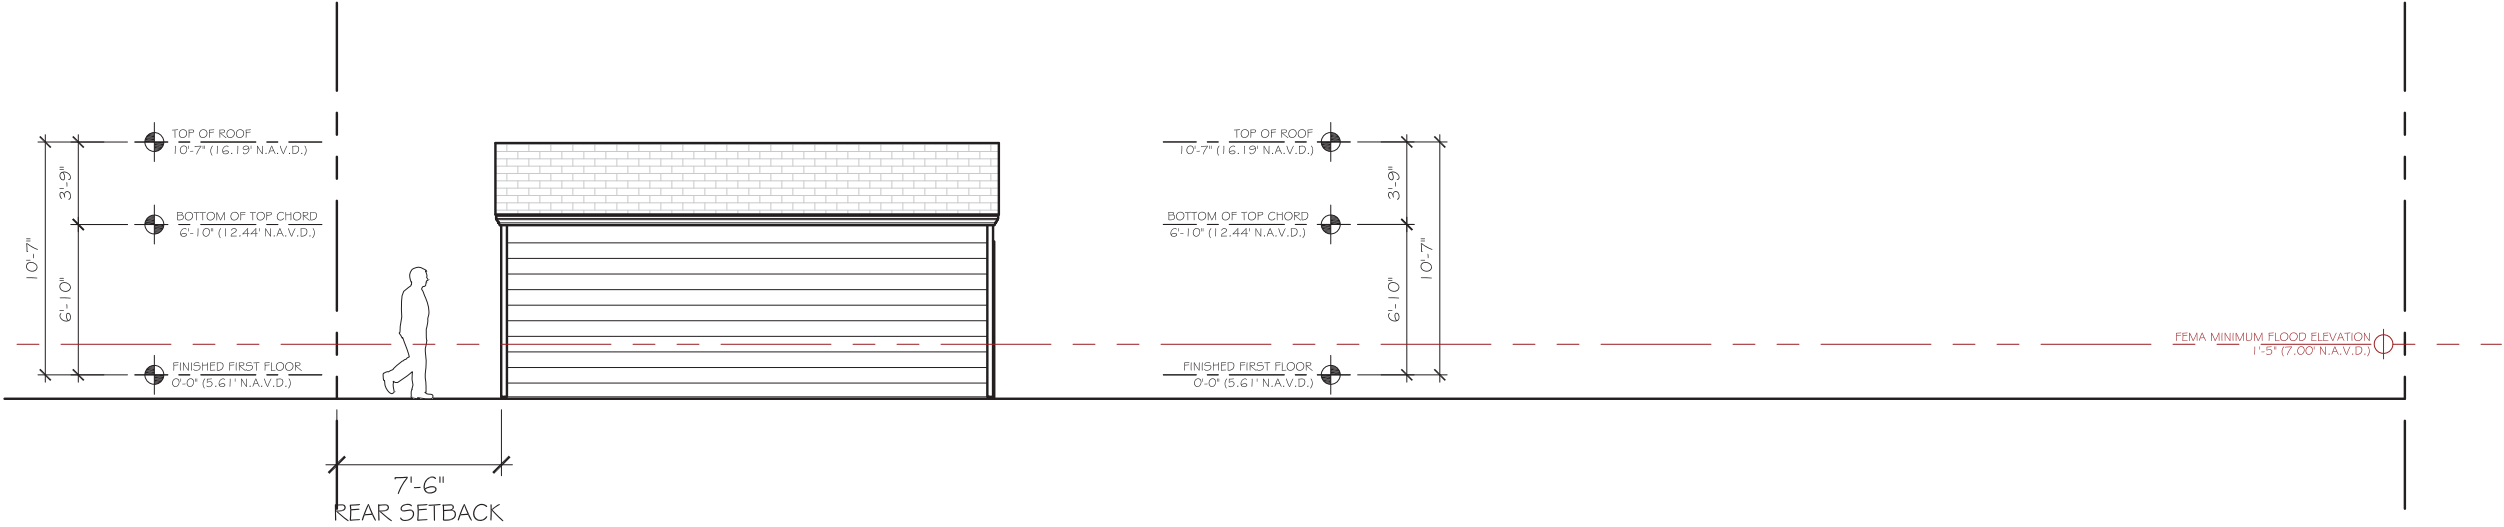 TOP OF ROOF
10'-7" (16.19' N.A.V.D.)
3'-9"
BOTTOM OF TOP CHORD
6'-10" (12.44' N.A.V.D.)
10'-7"
6'-10"
FINISHED FIRST FLOOR
0'-0" (5.61' N.A.V.D.)
7'-6"
REAR SETBACK
TOP OF ROOF
10'-7" (16.19' N.A.V.D.)
3'-9"
BOTTOM OF TOP CHORD
6'-10" (12.44' N.A.V.D.)
10'-7"
6'-10"
FINISHED FIRST FLOOR
0'-0" (5.61' N.A.V.D.)
FEMA MINIMUM FLOOD ELEVATION
1'-5" (7.00' N.A.V.D.)